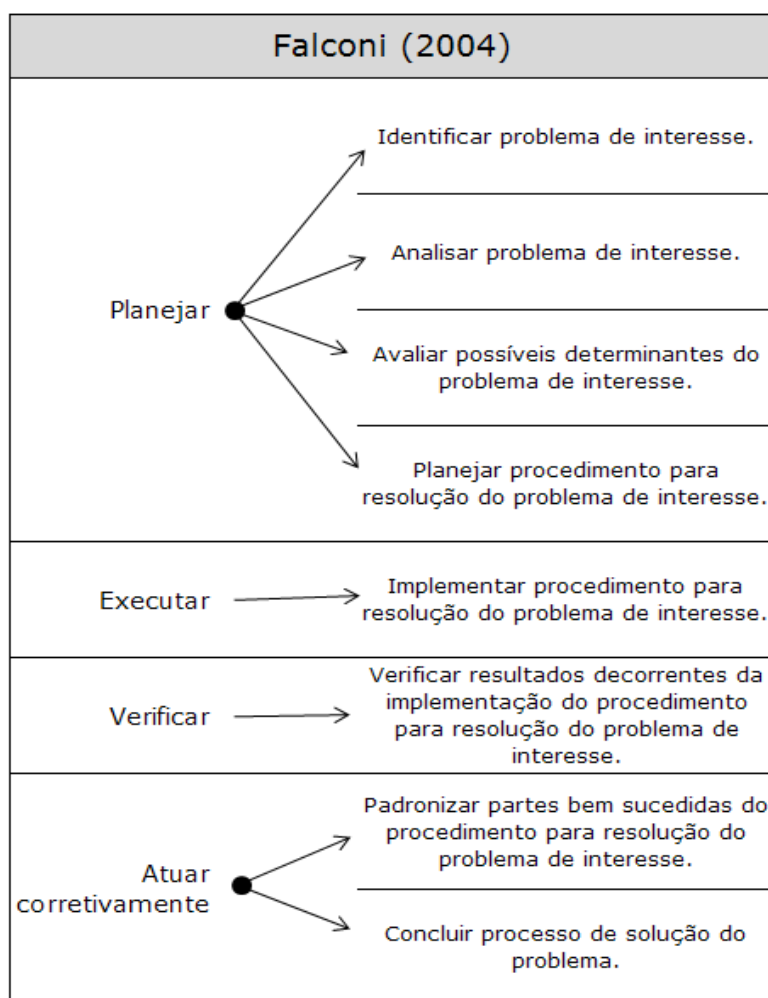 Falconi (2004)
Identificar problema de interesse.
Analisar problema de interesse.
Planejar
Avaliar possíveis determinantes do
problema de interesse.
Planejar procedimento para
resolução do problema de interesse.
Executar
Implementar procedimento para
resolução do problema de interesse.
Verificar
Verificar resultados decorrentes da
implementação do procedimento
para resolução do problema de
interesse.
Atuar
corretivamente
Padronizar partes bem sucedidas do
procedimento para resolução do
problema de interesse.
Concluir processo de solução do
problema.